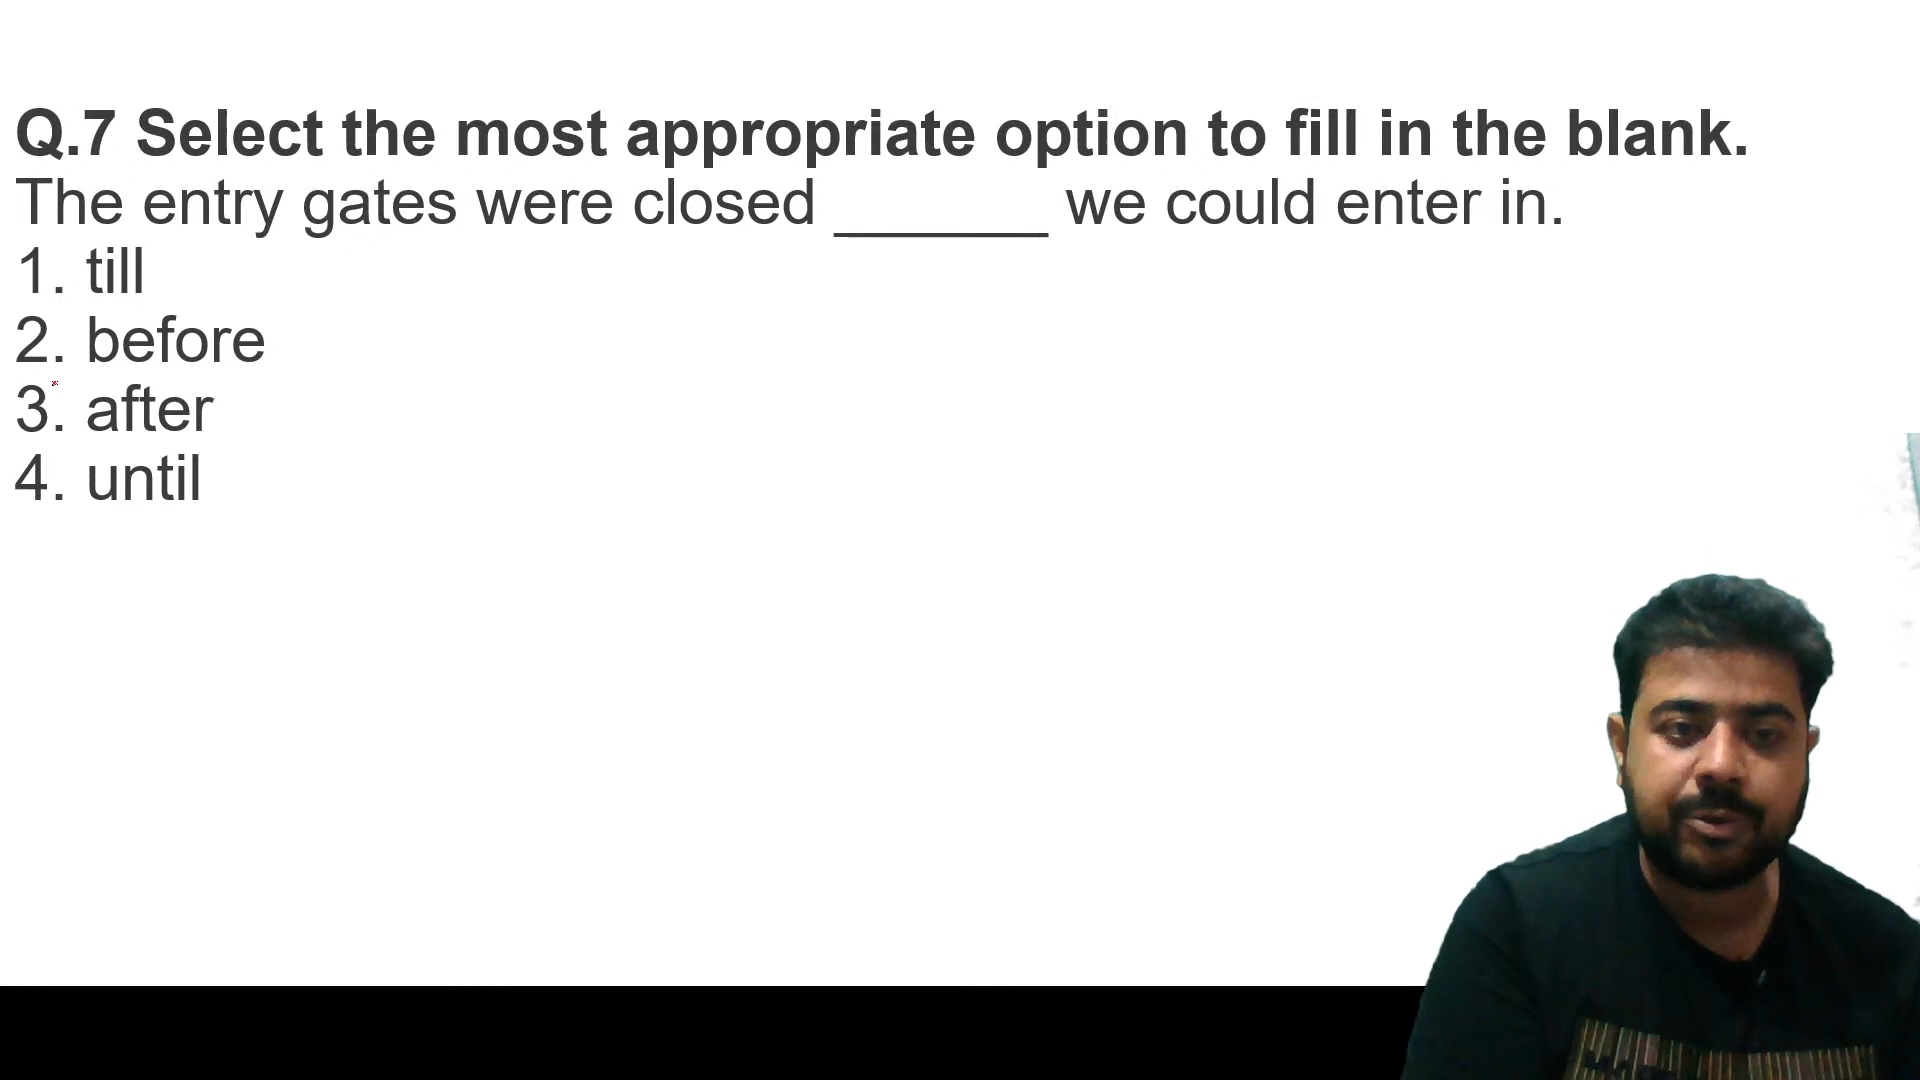 Q.7 Select the most appropriate option to fill in the blank.
The entry gates were closed ______ we could enter in.
1. till
2. before
3. after
4. until